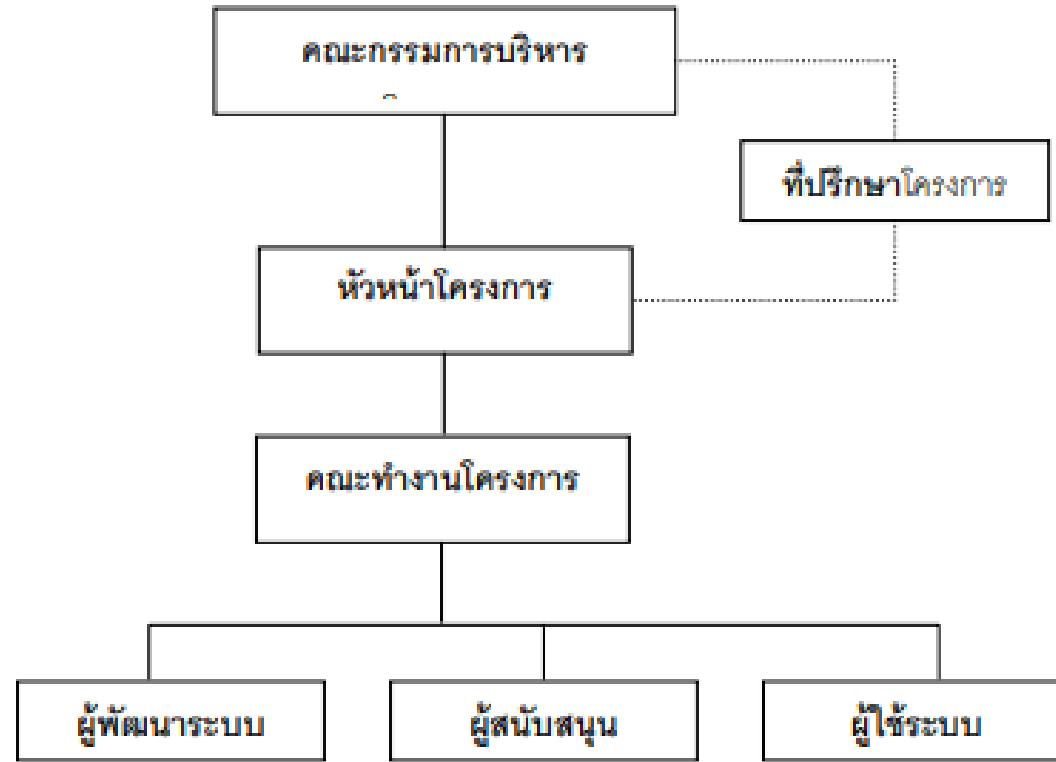 คณะกรรมการบริหาร
ที่ปรึกษาโครงการ
หัวหน้าโครงการ
คณะทำงานโครงการ
ผู้พัฒนาระบบ
ผู้สนับสนุน
ผู้ใช้ระบบ